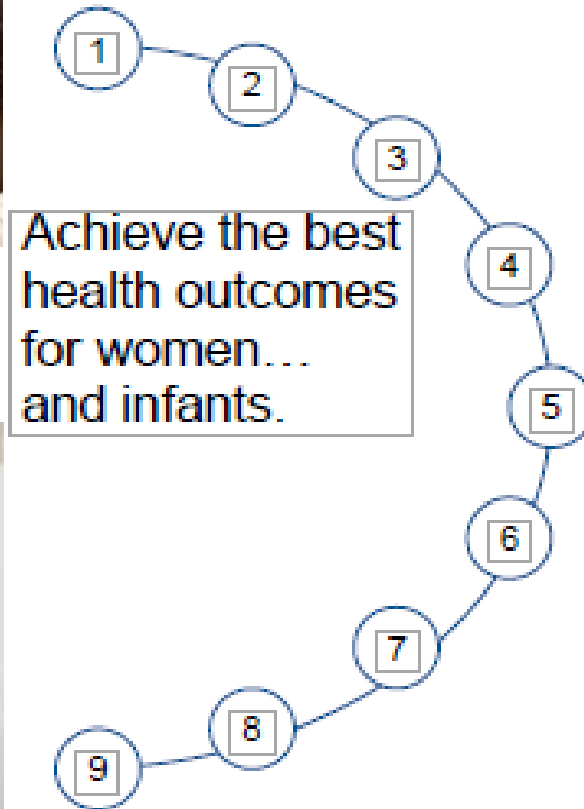 1
2
3
Achieve the best
health outcomes
for women…
and infants.
4
5
6
7
8
9